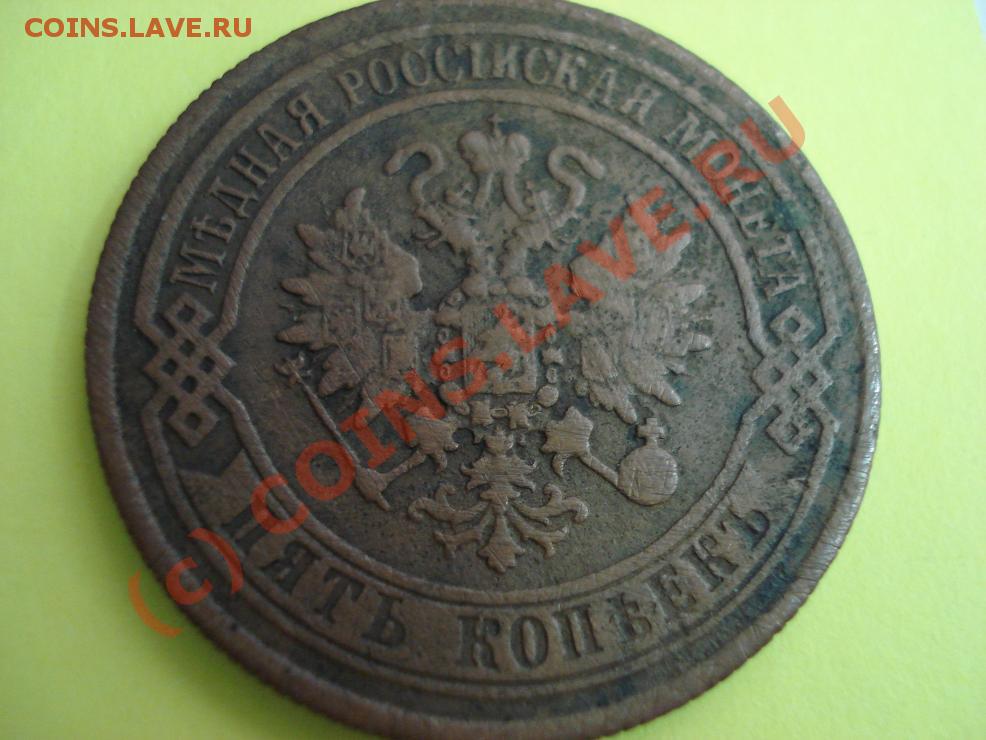 COINS.LAVE.RU
МѢДНАЯ РОССІЙСКАЯ МОНЕТА
ПЯТЬ КОПѢЕКЪ
(c) COINS.LAVE.RU